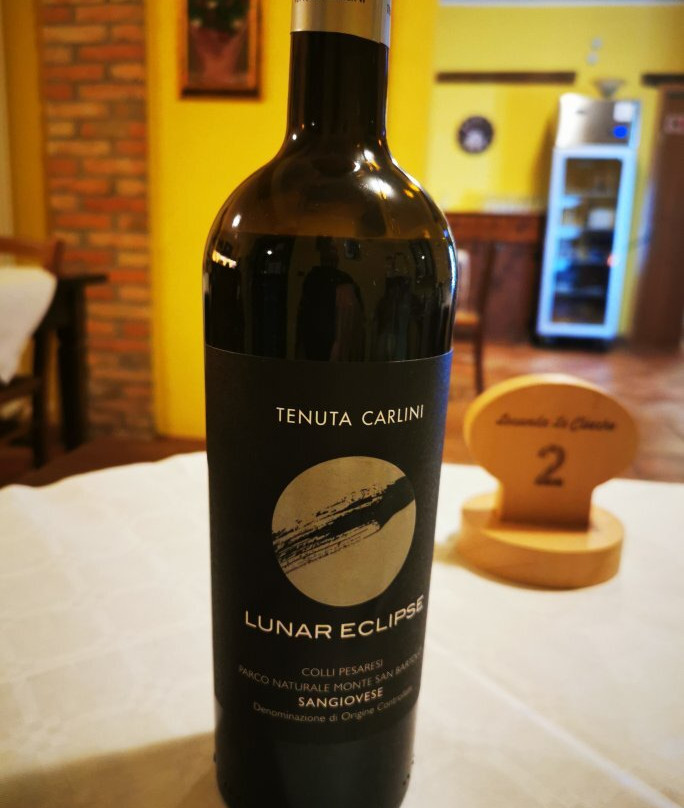 TENUTA CARLINI
LUNAR ECLIPSE
COLLI PESARESI
PARCO NATURALE MONTE SAN BARTOLO
SANGIOVESE
Denominazione di Origine Controllata
2